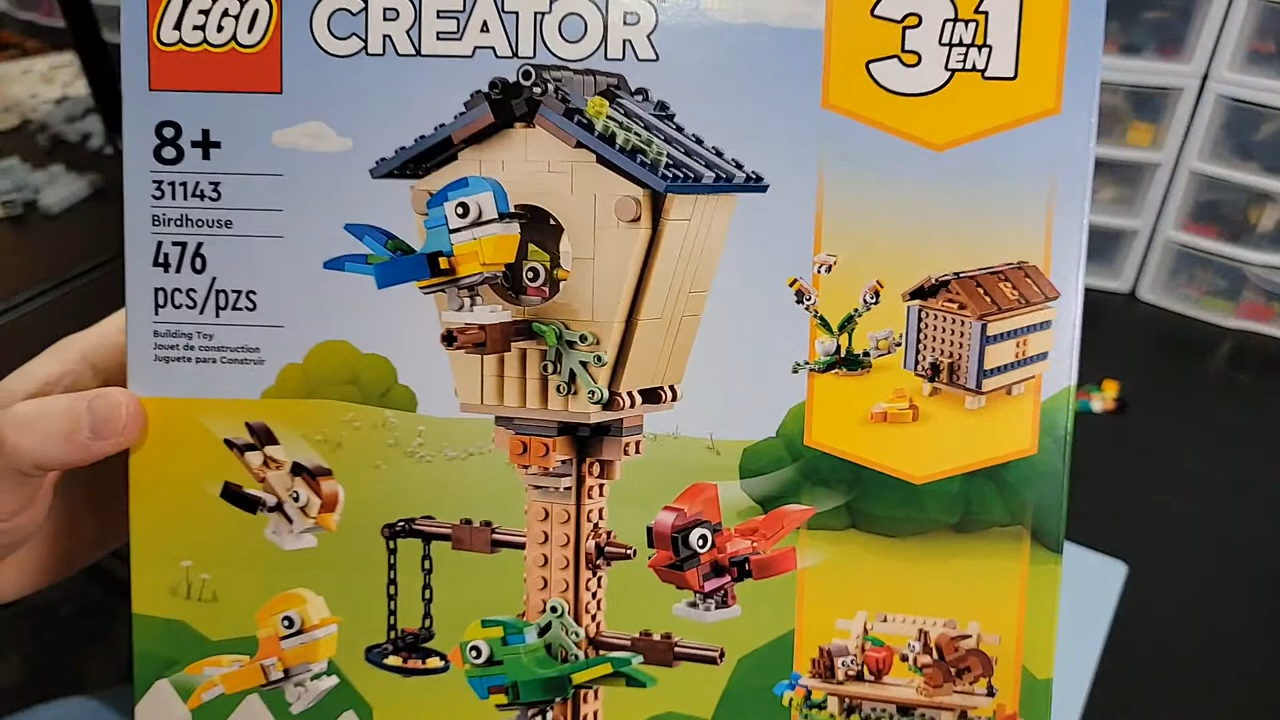 LEGO
CREATOR
3 IN EN 1
8+
31143
Birdhouse
476
pcs/pzs
Building Toy
Jouet de construction
Juguete para Construir